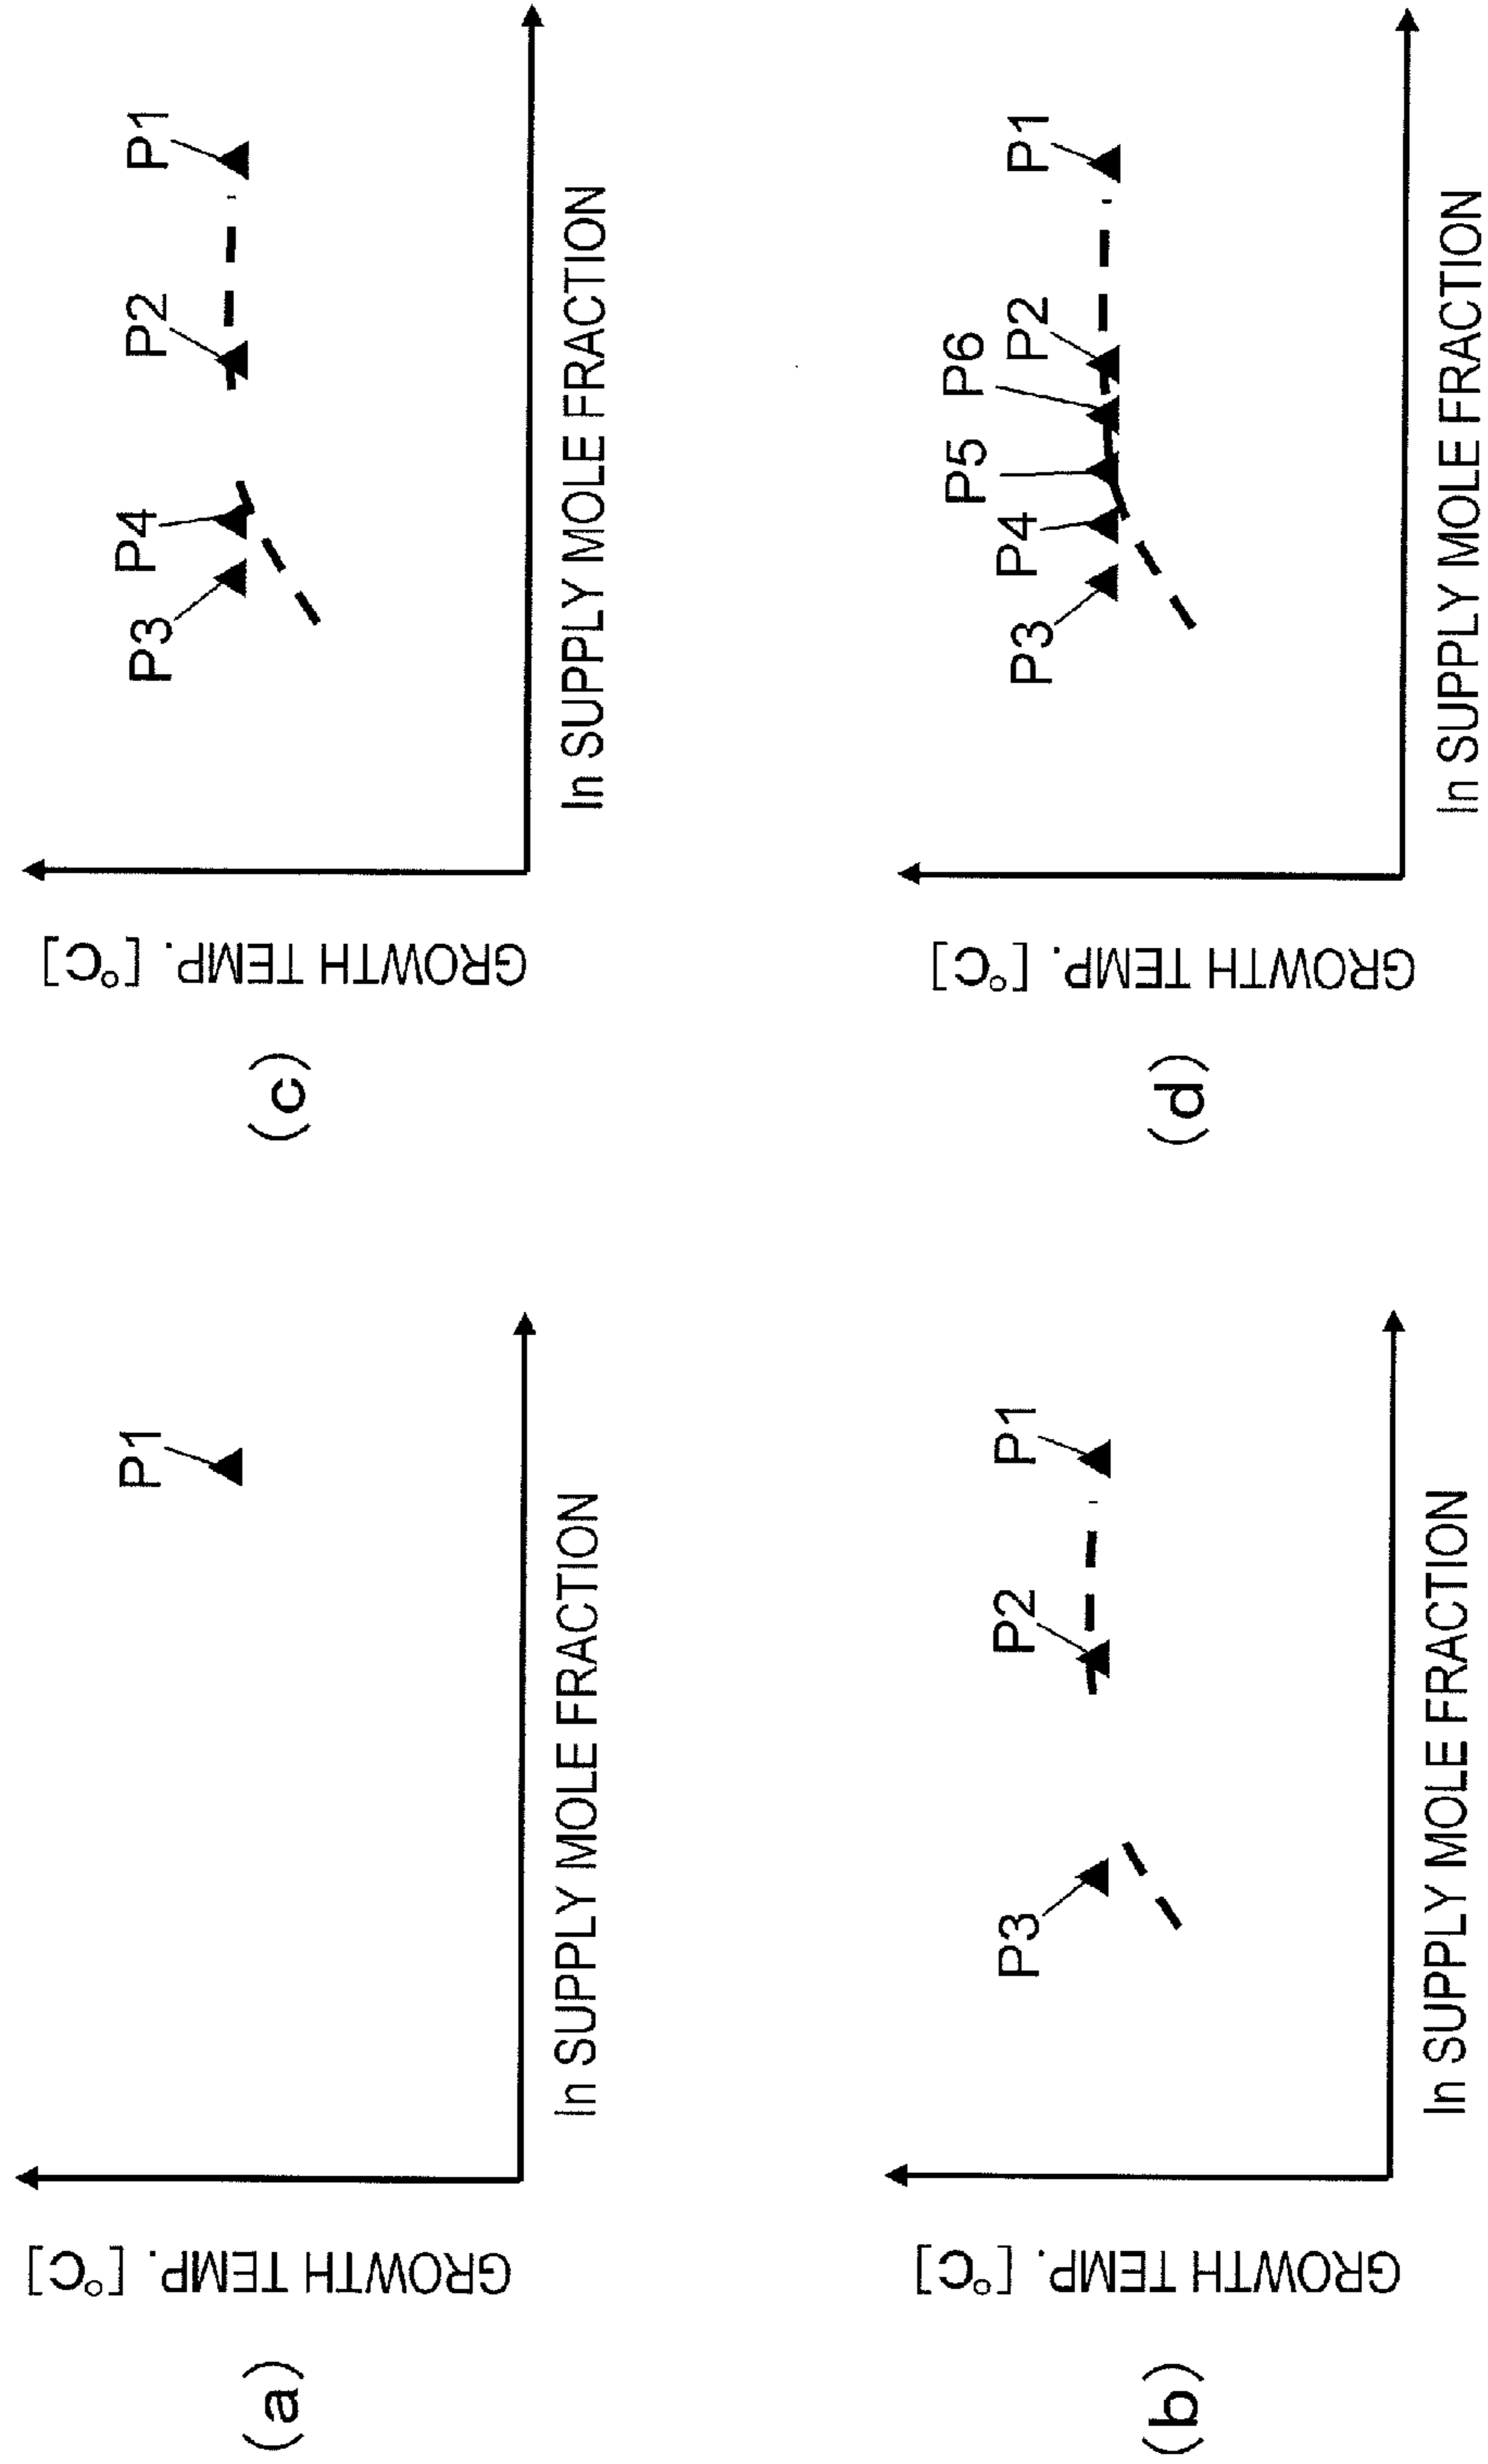 (a)
GROWTH TEMP. [°C]
P1
In SUPPLY MOLE FRACTION
(b)
GROWTH TEMP. [°C]
P3
P2
P1
In SUPPLY MOLE FRACTION
(c)
GROWTH TEMP. [°C]
P3
P4
P2
P1
In SUPPLY MOLE FRACTION
(d)
GROWTH TEMP. [°C]
P3
P4
P5
P6
P2
P1
In SUPPLY MOLE FRACTION